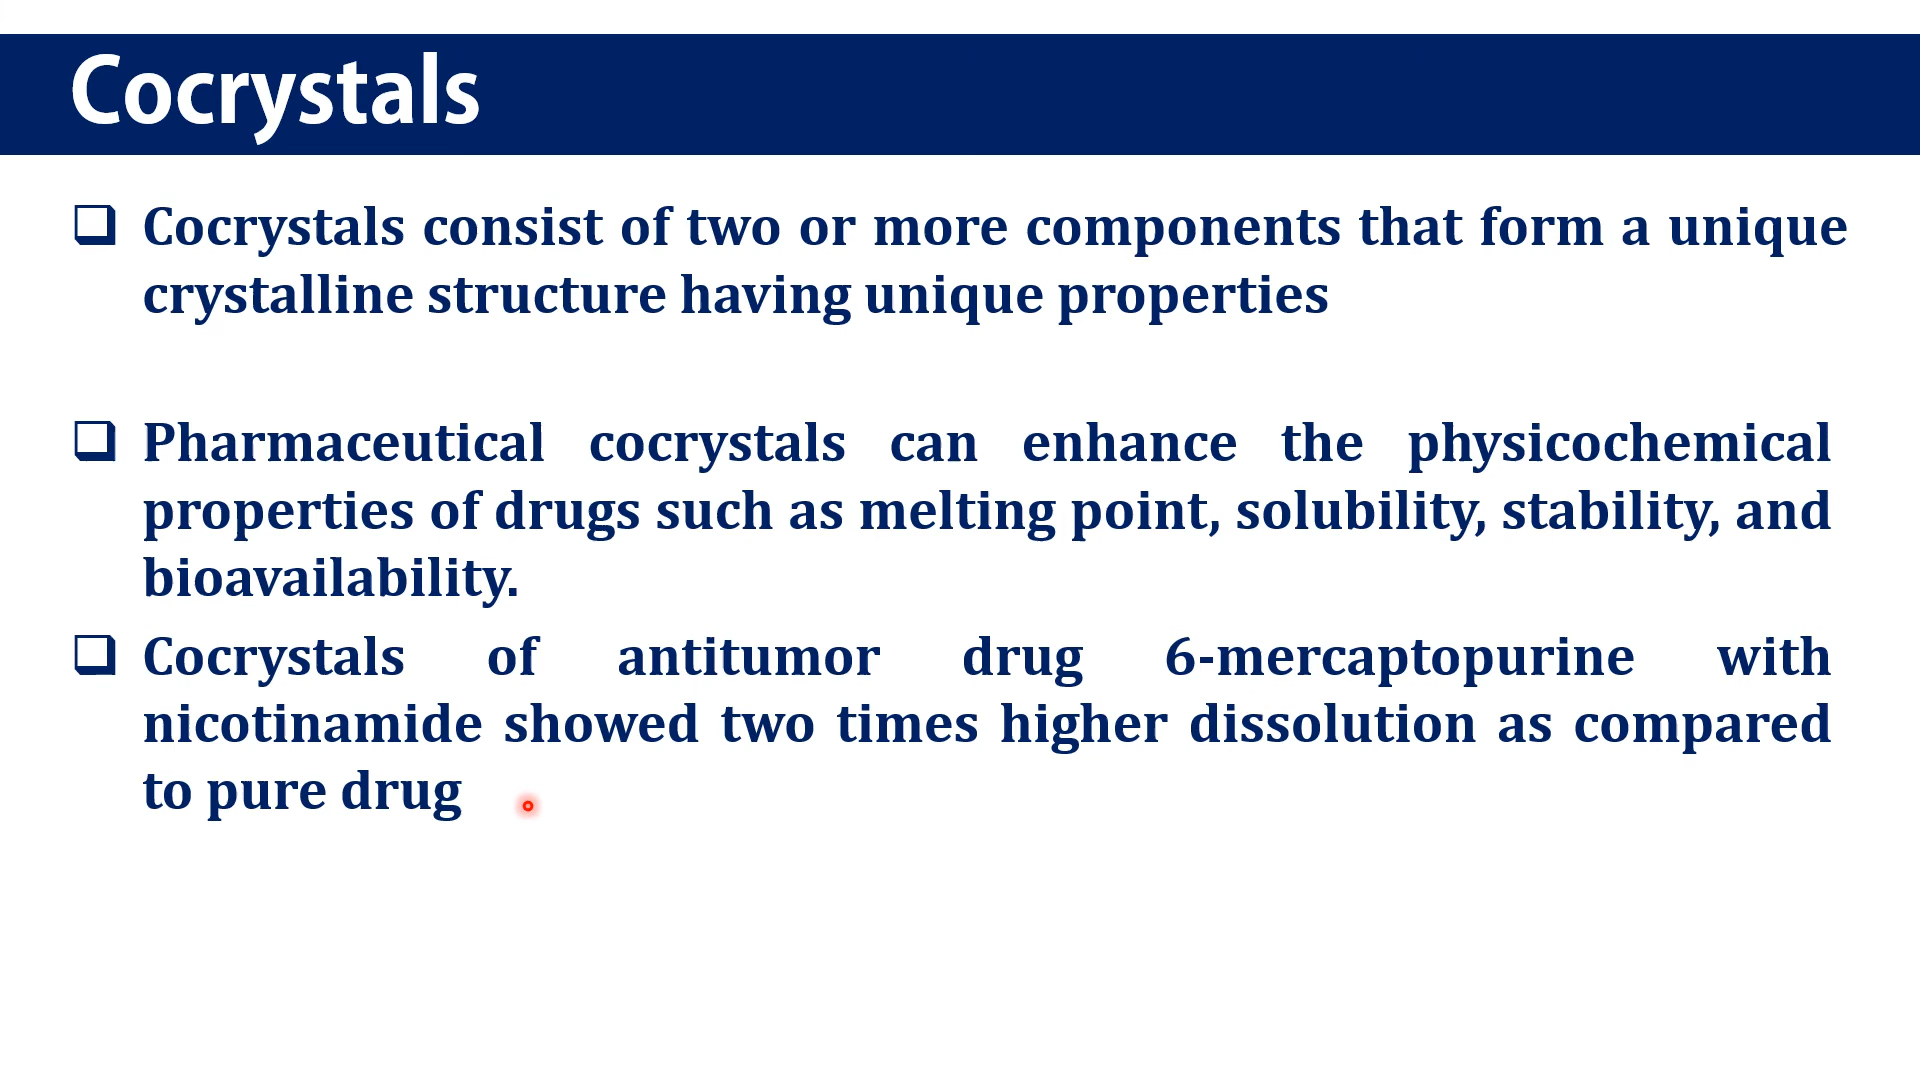 Cocrystals
Cocrystals consist of two or more components that form a unique
crystalline structure having unique properties
Pharmaceutical cocrystals can enhance the physicochemical
properties of drugs such as melting point, solubility, stability, and
bioavailability.
Cocrystals of antitumor drug 6-mercaptopurine with
nicotinamide showed two times higher dissolution as compared
to pure drug